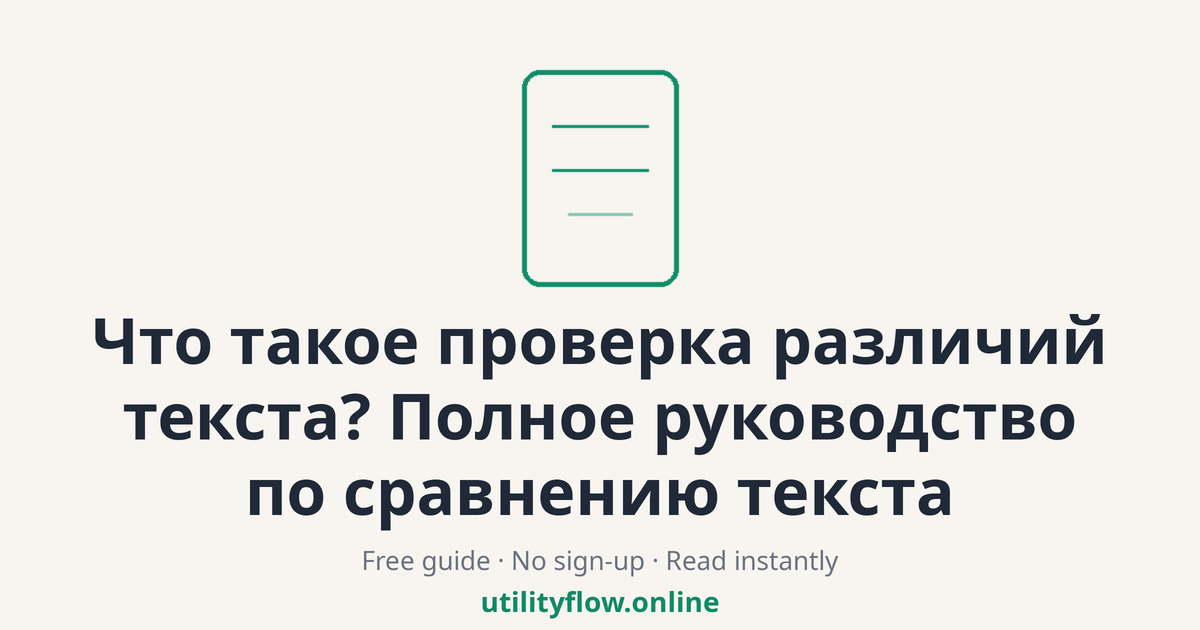 Что такое проверка различий
текста? Полное руководство
по сравнению текста
Free guide · No sign-up · Read instantly
utilityflow.online